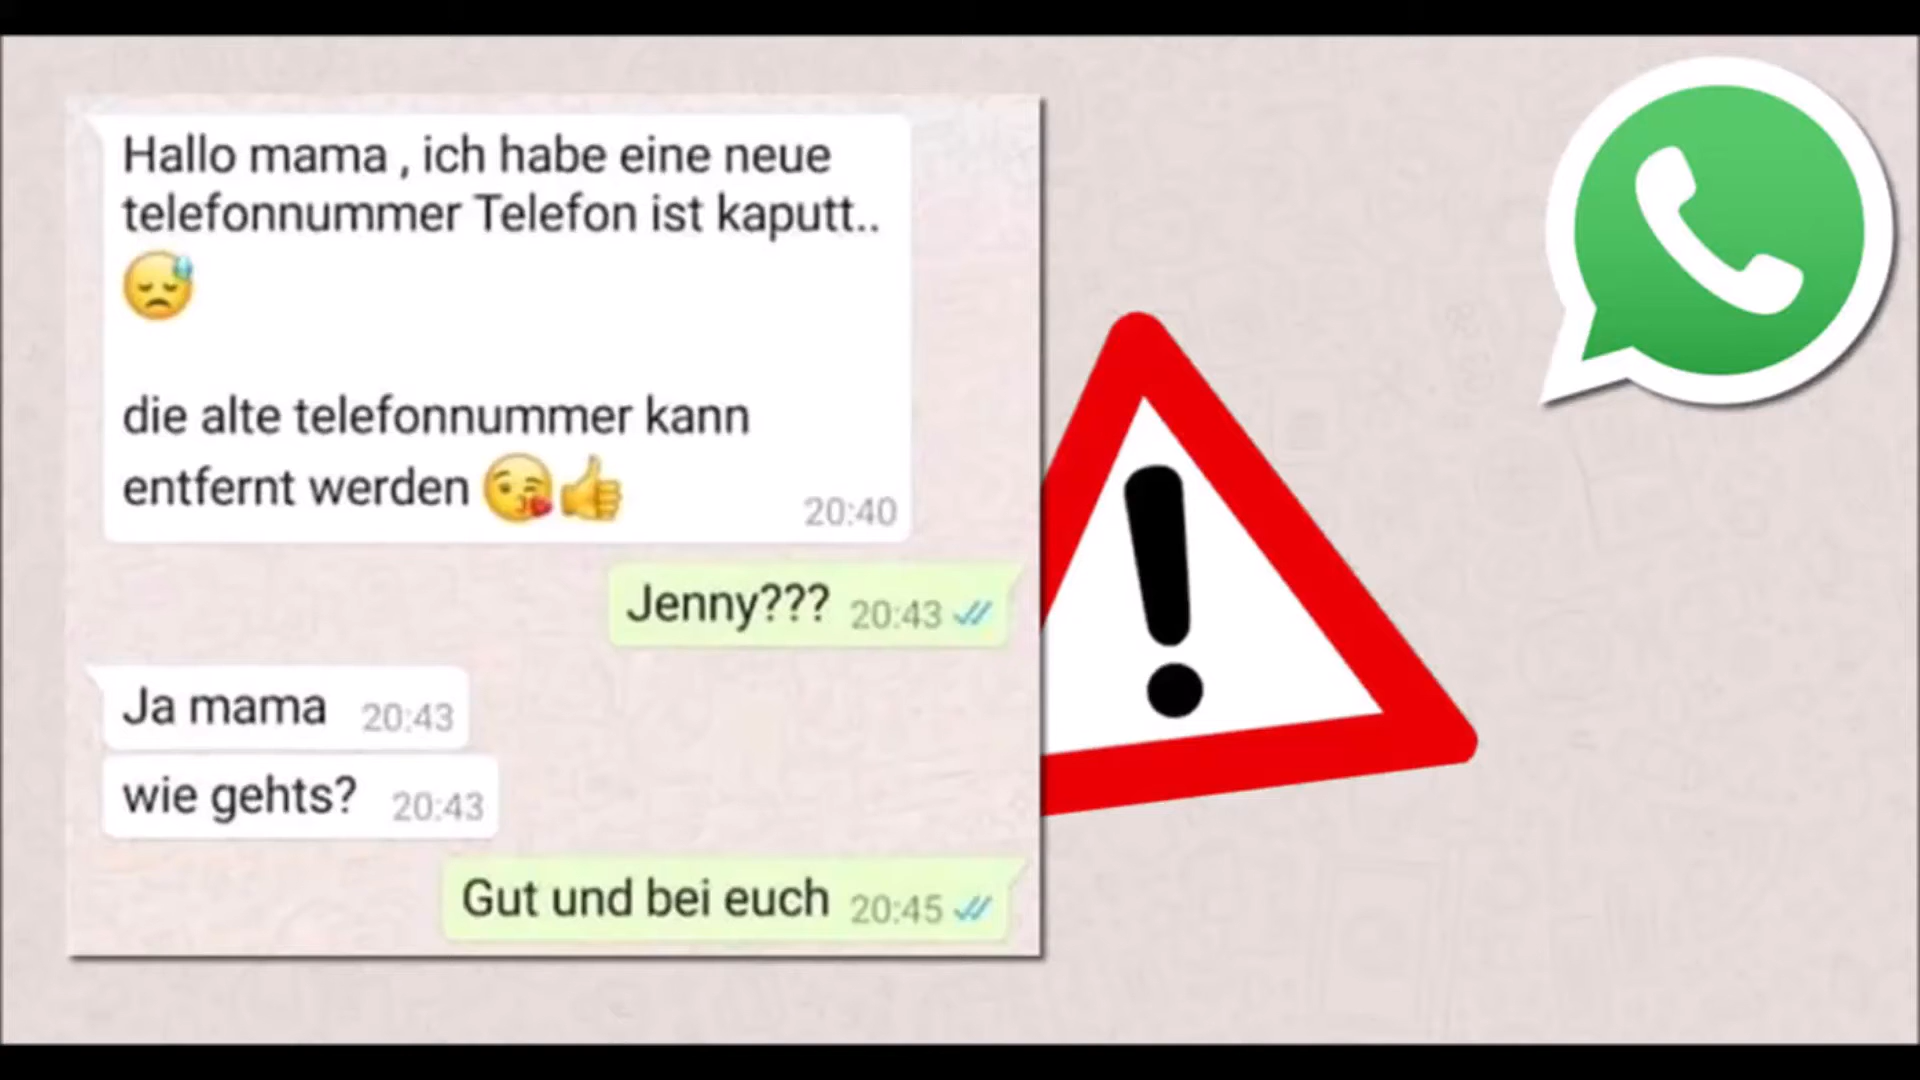 Hallo mama , ich habe eine neue
telefonnummer Telefon ist kaputt..
😓
die alte telefonnummer kann
entfernt werden 😘👍
20:40
Jenny??? 20:43
Ja mama 20:43
wie gehts? 20:43
Gut und bei euch 20:45